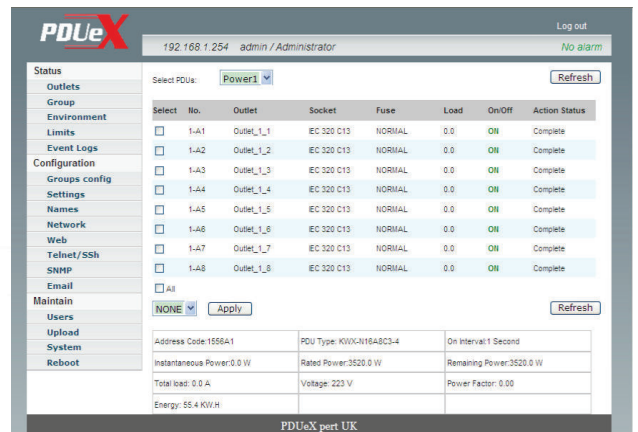 PDUeX
Log out
192.168.1.254 admin / Administrator
No alarm
Status
Outlets
Group
Environment
Limits
Event Logs
Configuration
Groups config
Settings
Names
Network
Web
Telnet/SSh
SNMP
Email
Maintain
Users
Upload
System
Reboot
Select PDUs: Power1 Refresh
Select No. Outlet Socket Fuse Load On/Off Action Status
1-A1 Outlet_1_1 IEC 320 C13 NORMAL 0.0 ON Complete
1-A2 Outlet_1_2 IEC 320 C13 NORMAL 0.0 ON Complete
1-A3 Outlet_1_3 IEC 320 C13 NORMAL 0.0 ON Complete
1-A4 Outlet_1_4 IEC 320 C13 NORMAL 0.0 ON Complete
1-A5 Outlet_1_5 IEC 320 C13 NORMAL 0.0 ON Complete
1-A6 Outlet_1_6 IEC 320 C13 NORMAL 0.0 ON Complete
1-A7 Outlet_1_7 IEC 320 C13 NORMAL 0.0 ON Complete
1-A8 Outlet_1_8 IEC 320 C13 NORMAL 0.0 ON Complete
All
NONE Apply Refresh
Address Code:1556A1 PDU Type: KWX-N16A8C3-4 On Interval:1 Second
Instantaneous Power:0.0 W Rated Power:3520.0 W Remaining Power:3520.0 W
Total load: 0.0 A Voltage: 223 V Power Factor: 0.00
Energy: 55.4 KW.H
PDUeX pert UK